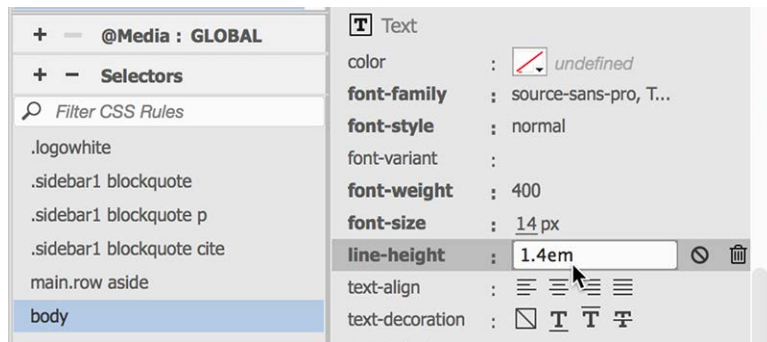 + − @Media : GLOBAL
+ − Selectors
Filter CSS Rules
.logowhite
.sidebar1 blockquote
.sidebar1 blockquote p
.sidebar1 blockquote cite
main.row aside
body
T Text
color : undefined
font-family : source-sans-pro, T...
font-style : normal
font-variant :
font-weight : 400
font-size : 14 px
line-height : 1.4em
text-align :
text-decoration : T T T